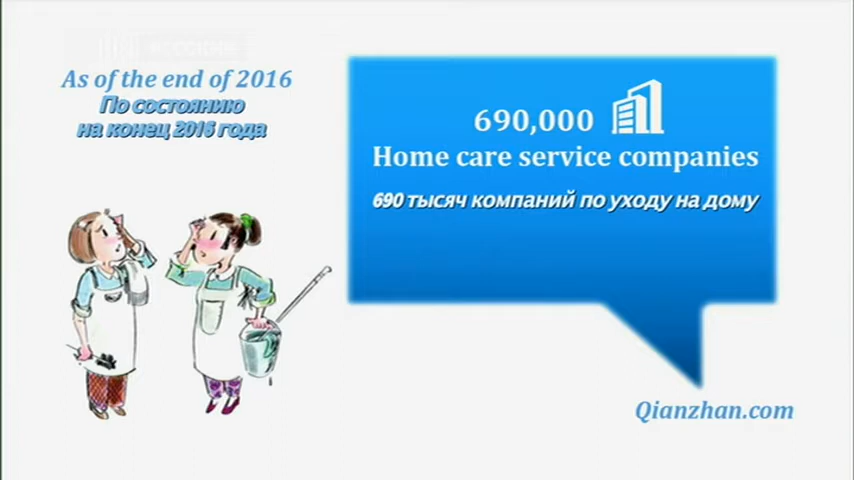 As of the end of 2016
По состоянию
на конец 2016 года
690,000
Home care service companies
690 тысяч компаний по уходу на дому
Qianzhan.com